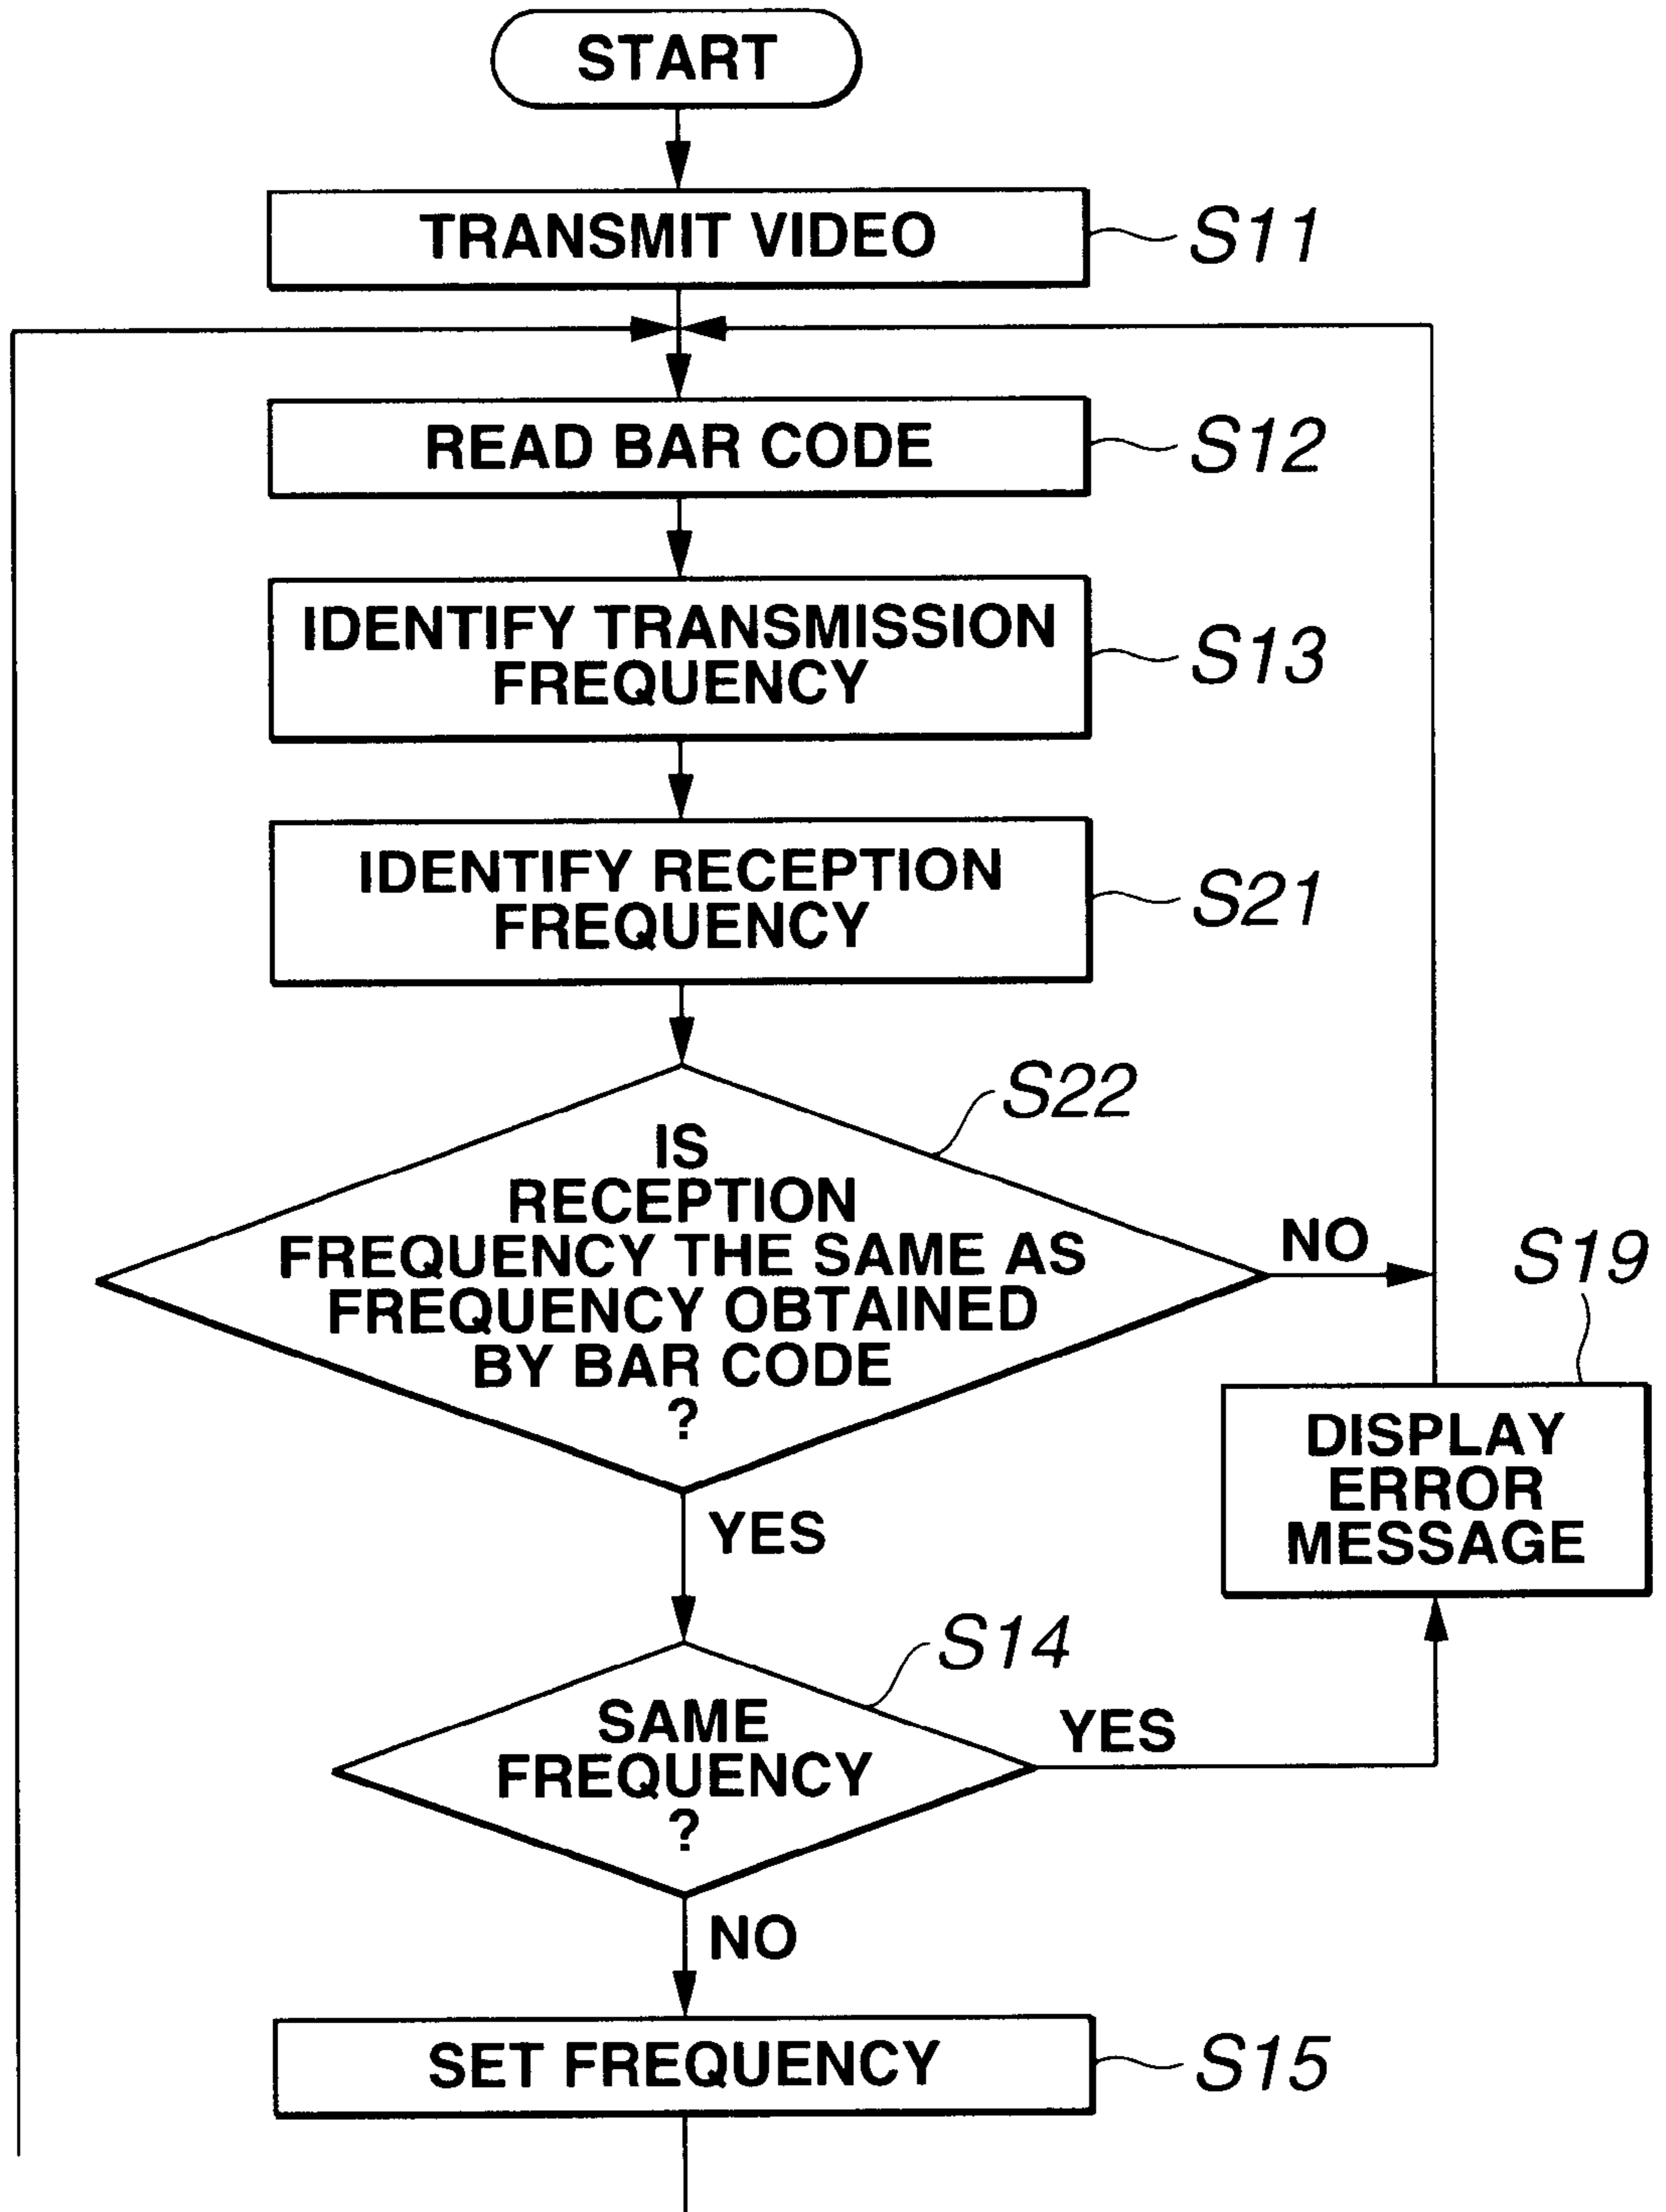 START
TRANSMIT VIDEO
S11
READ BAR CODE
S12
IDENTIFY TRANSMISSION
FREQUENCY
S13
IDENTIFY RECEPTION
FREQUENCY
S21
S22
IS
RECEPTION
FREQUENCY THE SAME AS
FREQUENCY OBTAINED
BY BAR CODE
?
NO
S19
DISPLAY
ERROR
MESSAGE
YES
S14
SAME
FREQUENCY
?
YES
NO
SET FREQUENCY
S15